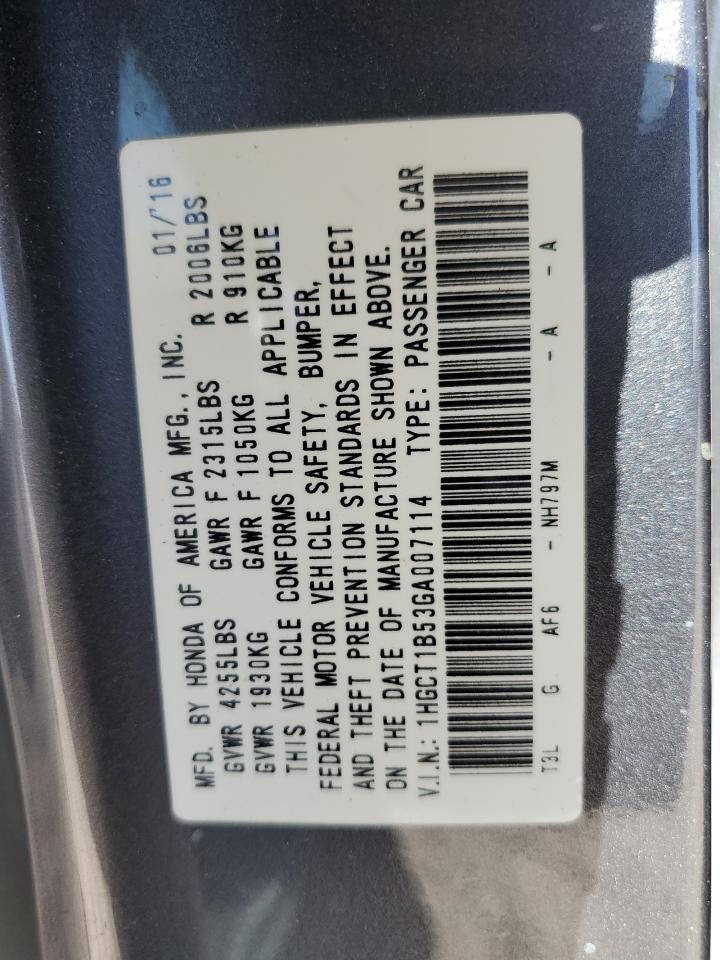 MFD. BY HONDA OF AMERICA MFG., INC. 01/'16
GVWR 4255LBS GAWR F 2315LBS R 2006LBS
GVWR 1930KG GAWR F 1050KG R 910KG
THIS VEHICLE CONFORMS TO ALL APPLICABLE
FEDERAL MOTOR VEHICLE SAFETY, BUMPER,
AND THEFT PREVENTION STANDARDS IN EFFECT
ON THE DATE OF MANUFACTURE SHOWN ABOVE.
V.I.N.: 1HGCT1B53GA007114 TYPE: PASSENGER CAR
T3L G AF6 - NH797M - A - A